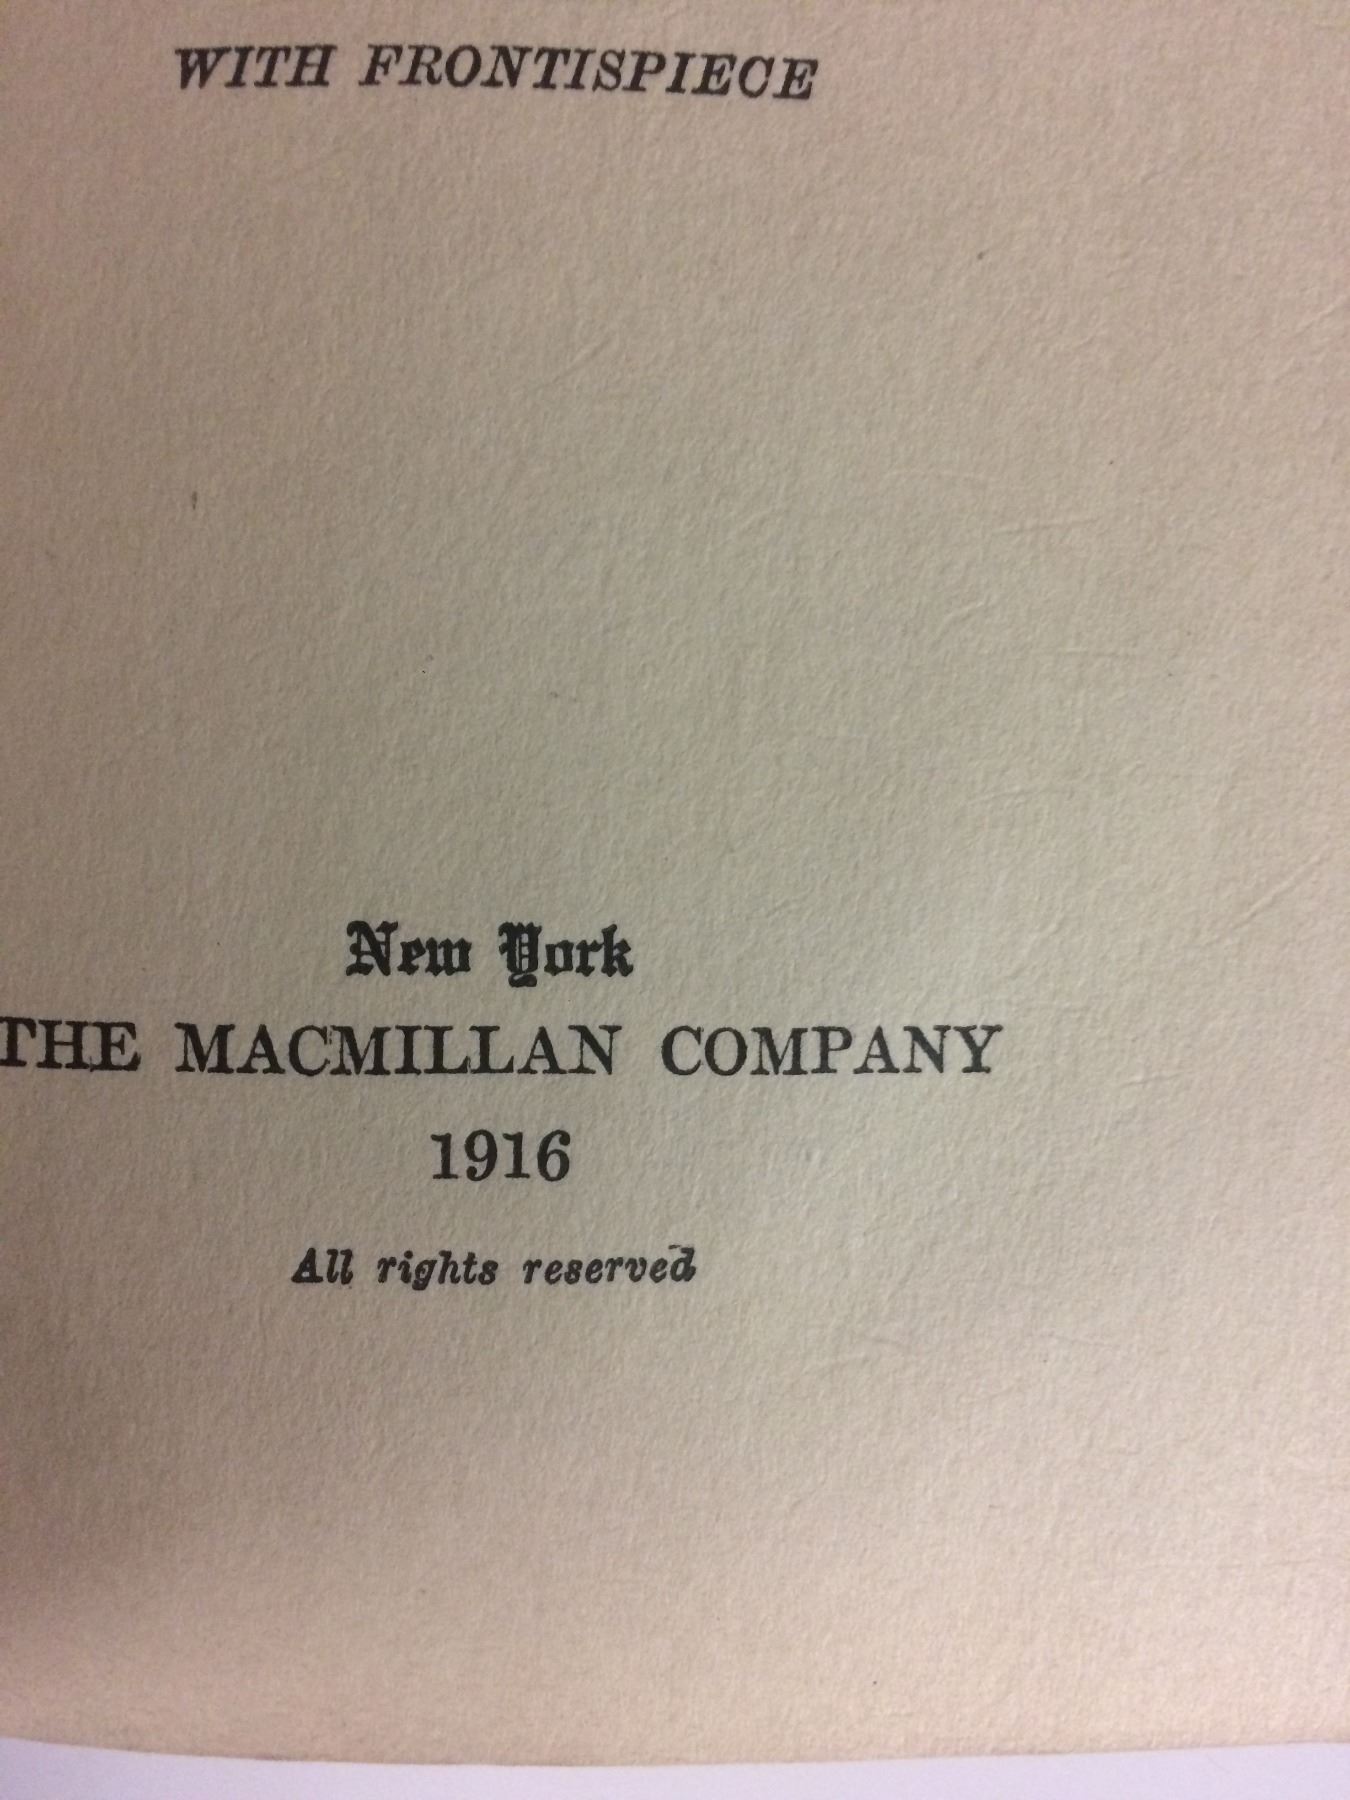 WITH FRONTISPIECE
New York
THE MACMILLAN COMPANY
1916
All rights reserved